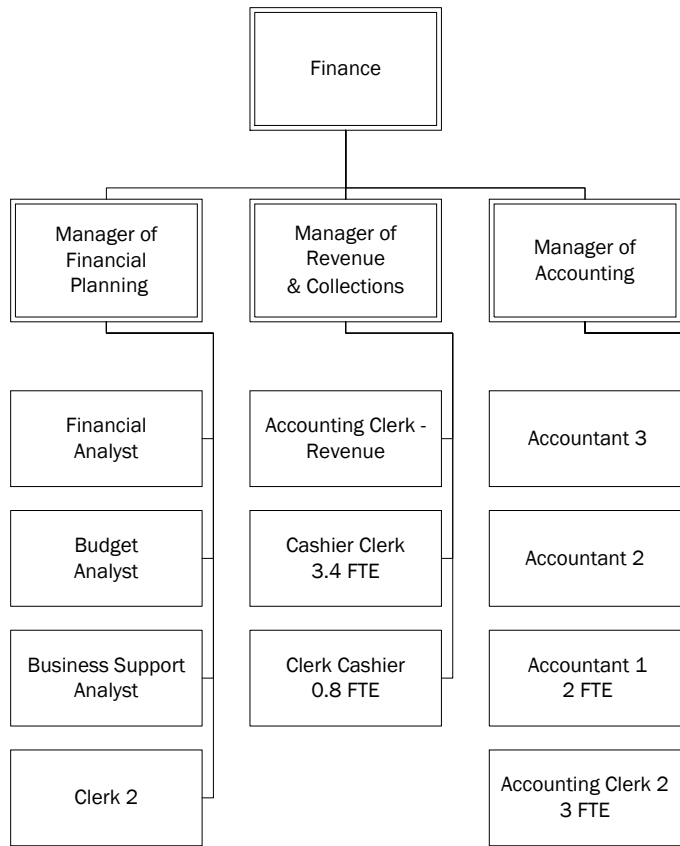 Finance
Manager of
Financial
Planning
Manager of
Revenue
& Collections
Manager of
Accounting
Financial
Analyst
Accounting Clerk -
Revenue
Accountant 3
Budget
Analyst
Cashier Clerk
3.4 FTE
Accountant 2
Business Support
Analyst
Clerk Cashier
0.8 FTE
Accountant 1
2 FTE
Clerk 2
Accounting Clerk 2
3 FTE